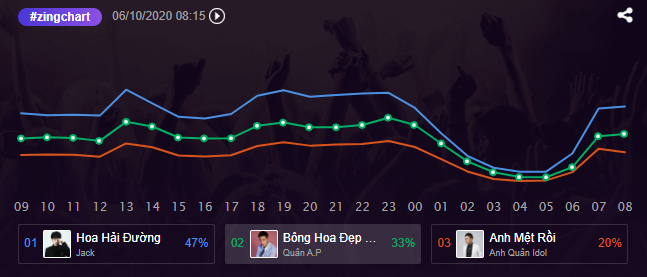 #zingchart 06/10/2020 08:15
09 10 11 12 13 14 15 16 17 18 19 20 21 22 23 00 01 02 03 04 05 06 07 08
01 Hoa Hải Đường 47%
Jack
02 Bông Hoa Đẹp ... 33%
Quân A.P
03 Anh Mệt Rồi 20%
Anh Quân Idol